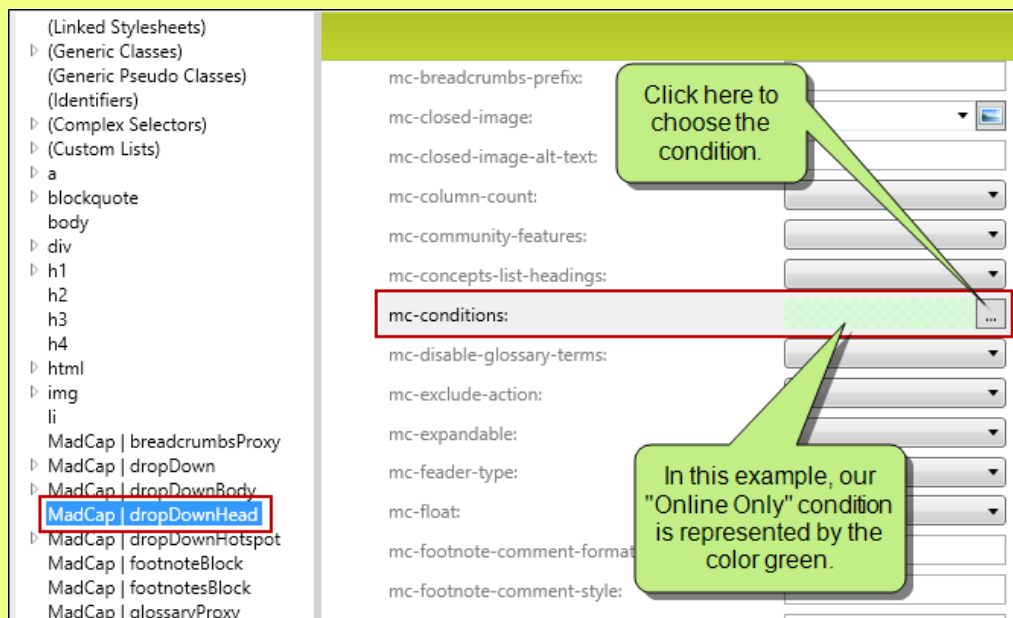 (Linked Stylesheets)
(Generic Classes)
(Generic Pseudo Classes)
(Identifiers)
(Complex Selectors)
(Custom Lists)
a
blockquote
body
div
h1
h2
h3
h4
html
img
li
MadCap | breadcrumbsProxy
MadCap | dropDown
MadCap | dropDownBody
MadCap | dropDownHead
MadCap | dropDownHotspot
MadCap | footnoteBlock
MadCap | footnotesBlock
MadCap | glossaryProxy
mc-breadcrumbs-prefix:
mc-closed-image:
mc-closed-image-alt-text:
mc-column-count:
mc-community-features:
mc-concepts-list-headings:
mc-conditions:
...
mc-disable-glossary-terms:
mc-exclude-action:
mc-expandable:
mc-feader-type:
mc-float:
mc-footnote-comment-format
mc-footnote-comment-style:
Click here to
choose the
condition.
In this example, our
"Online Only" condition
is represented by the
color green.